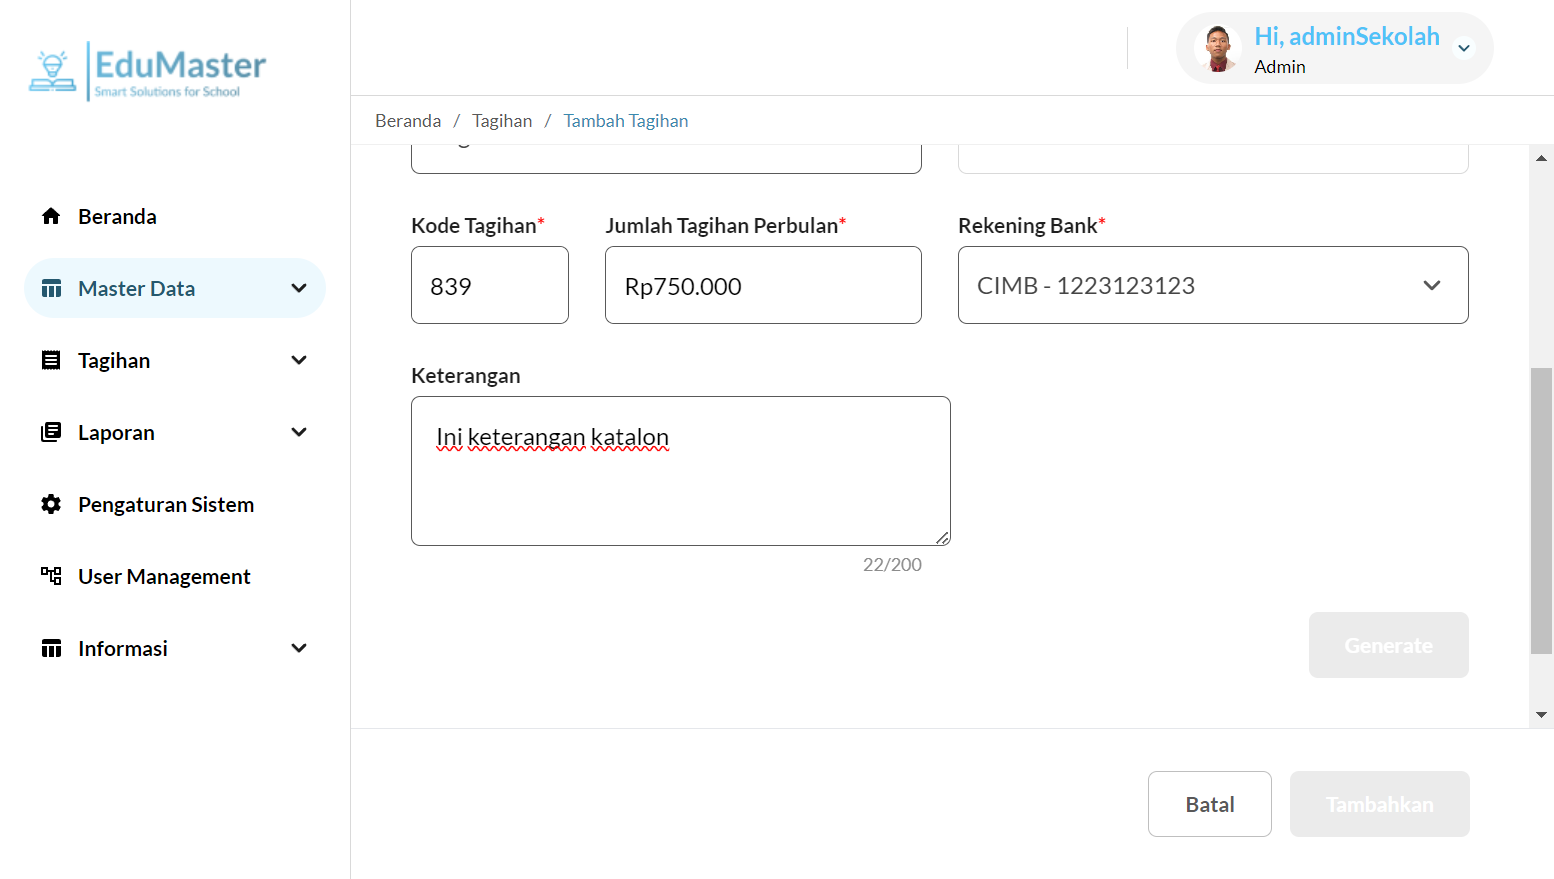 EduMaster
Smart Solutions for School
Hi, adminSekolah
Admin
Beranda / Tagihan / Tambah Tagihan
Beranda
Master Data
Tagihan
Laporan
Pengaturan Sistem
User Management
Informasi
Kode Tagihan* Jumlah Tagihan Perbulan* Rekening Bank*
839 Rp750.000 CIMB - 1223123123
Keterangan
Ini keterangan katalon
22/200
Generate
Batal Tambahkan